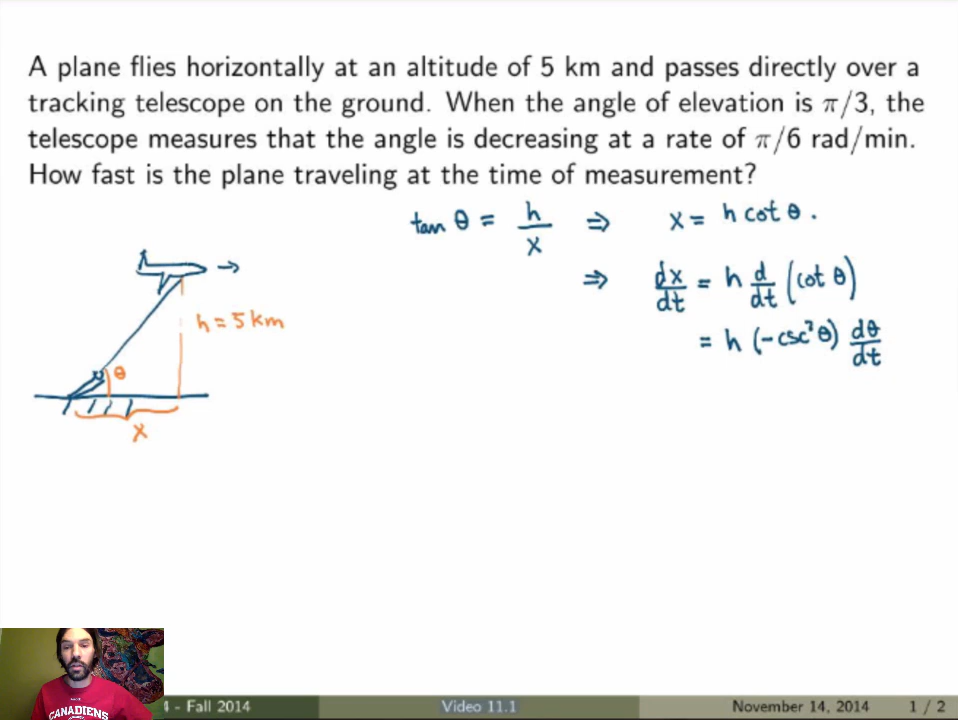 A plane flies horizontally at an altitude of 5 km and passes directly over a
tracking telescope on the ground. When the angle of elevation is π/3, the
telescope measures that the angle is decreasing at a rate of π/6 rad/min.
How fast is the plane traveling at the time of measurement?
tan θ = h/x ⇒ x = h cot θ.
⇒ dx/dt = h d/dt (cot θ)
= h (-csc²θ) dθ/dt
h = 5 km
θ
x
CANADIENS
4 - Fall 2014
Video 11.1
November 14, 2014
1 / 2